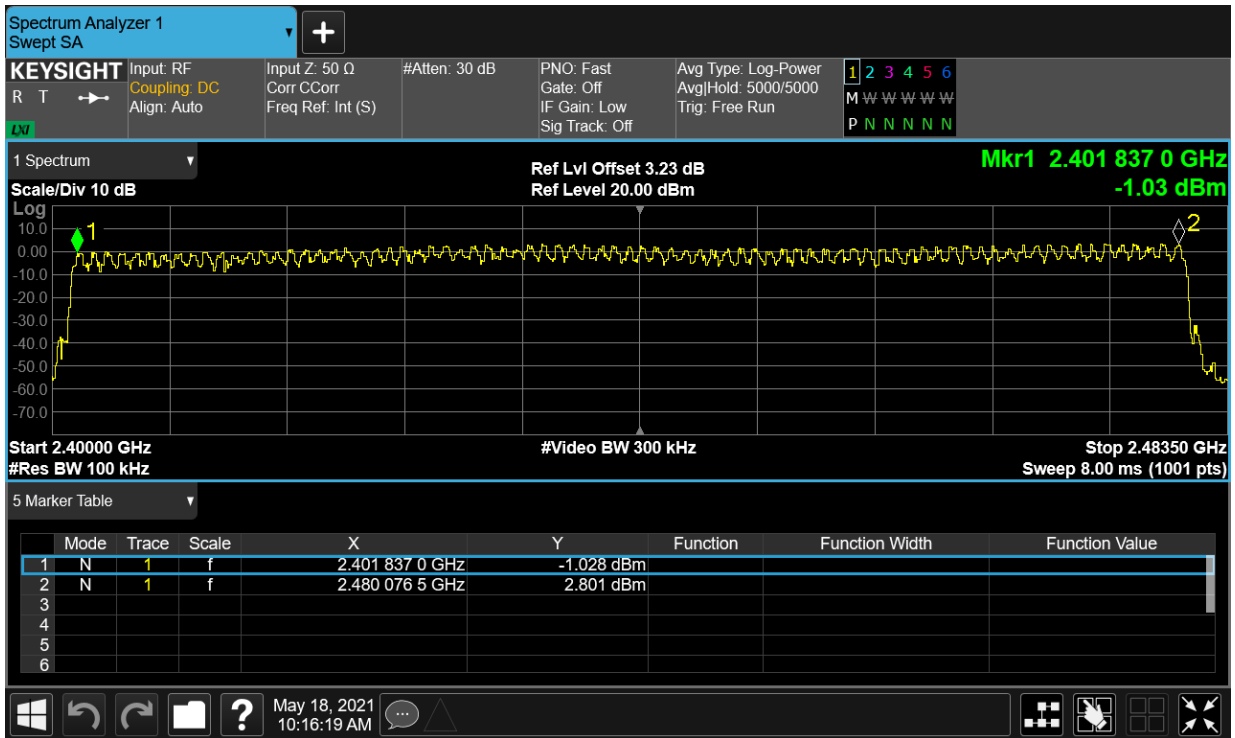 Spectrum Analyzer 1
Swept SA
KEYSIGHT
R T
LXI
Input: RF
Coupling: DC
Align: Auto
Input Z: 50 Ω
Corr CCorr
Freq Ref: Int (S)
#Atten: 30 dB
PNO: Fast
Gate: Off
IF Gain: Low
Sig Track: Off
Avg Type: Log-Power
Avg|Hold: 5000/5000
Trig: Free Run
1 2 3 4 5 6
M W W W W W
P N N N N N
1 Spectrum
Scale/Div 10 dB
Ref Lvl Offset 3.23 dB
Ref Level 20.00 dBm
Mkr1 2.401 837 0 GHz
-1.03 dBm
Log
10.0
0.00
-10.0
-20.0
-30.0
-40.0
-50.0
-60.0
-70.0
1
2
Start 2.40000 GHz
#Video BW 300 kHz
Stop 2.48350 GHz
#Res BW 100 kHz
Sweep 8.00 ms (1001 pts)
5 Marker Table
Mode Trace Scale X Y Function Function Width Function Value
1 N 1 f 2.401 837 0 GHz -1.028 dBm
2 N 1 f 2.480 076 5 GHz 2.801 dBm
3
4
5
6
?
May 18, 2021
10:16:19 AM